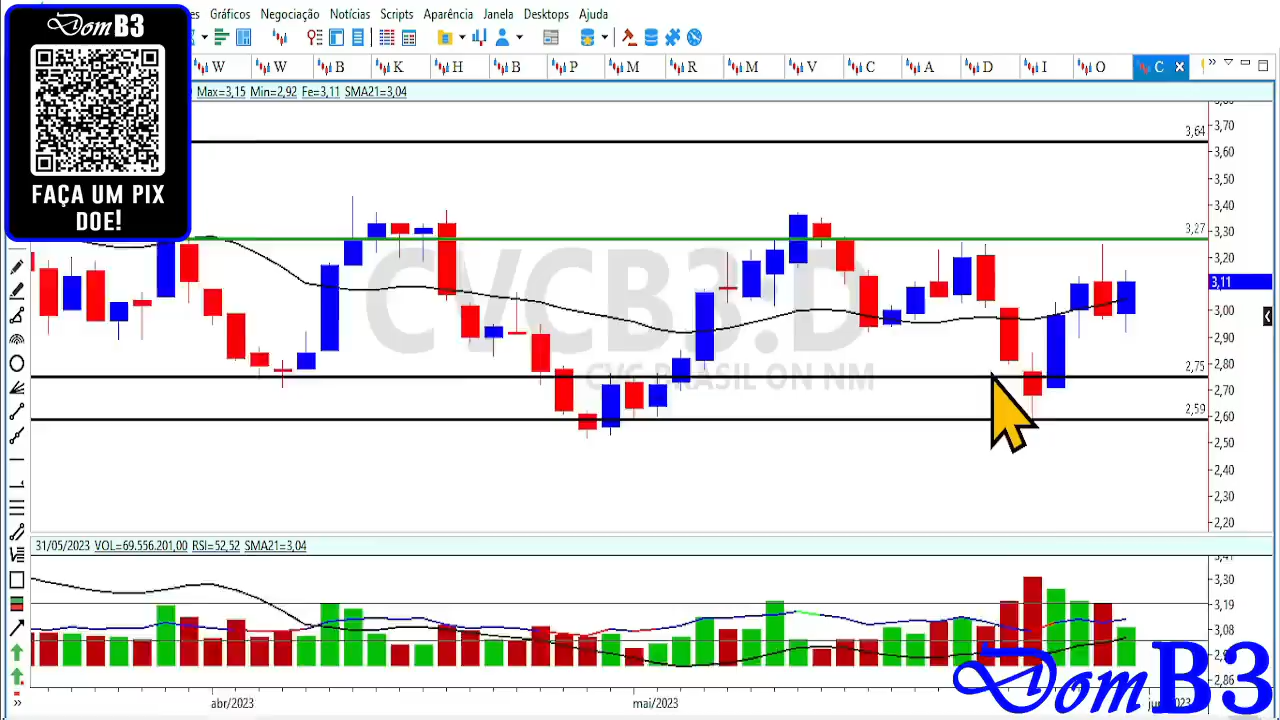 DomB3
FAÇA UM PIX
DOE!
Gráficos Negociação Notícias Scripts Aparência Janela Desktops Ajuda
W W B K H B P M R M V C A D I O C
Max=3,15 Min=2,92 Fe=3,11 SMA21=3,04
3,64
3,70
3,60
3,50
3,40
3,27
3,30
3,20
3,11
3,00
2,90
2,80
2,75
2,70
2,59
2,60
2,50
2,40
2,30
2,20
CVCB3:D
CVC BRASIL ON NM
31/05/2023 VOL=69.556.201,00 RSI=52,52 SMA21=3,04
3,41
3,30
3,19
3,08
2,86
abr/2023 mai/2023
DomB3